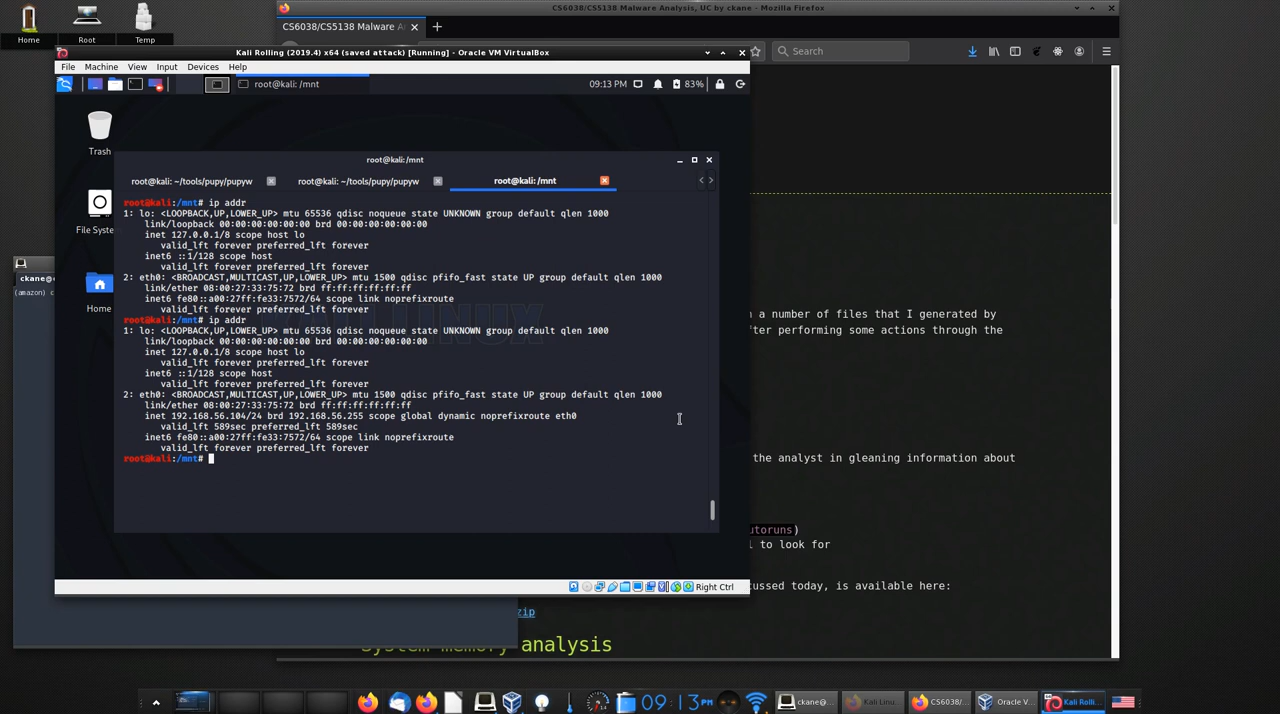 CS6038/CS5138 Malware Analysis, UC by ckane - Mozilla Firefox
CS6038/CS5138 Malware A
Search
Home
Root
Temp
Kali Rolling (2019.4) x64 (saved attack) [Running] - Oracle VM VirtualBox
File Machine View Input Devices Help
root@kali: /mnt
09:13 PM
83%
Trash
File System
Home
root@kali: /mnt
root@kali: ~/tools/pupy/pupyw
root@kali: ~/tools/pupy/pupyw
root@kali: /mnt
root@kali:/mnt# ip addr
1: lo: <LOOPBACK,UP,LOWER_UP> mtu 65536 qdisc noqueue state UNKNOWN group default qlen 1000
link/loopback 00:00:00:00:00:00 brd 00:00:00:00:00:00
inet 127.0.0.1/8 scope host lo
valid_lft forever preferred_lft forever
inet6 ::1/128 scope host
valid_lft forever preferred_lft forever
2: eth0: <BROADCAST,MULTICAST,UP,LOWER_UP> mtu 1500 qdisc pfifo_fast state UP group default qlen 1000
link/ether 08:00:27:33:75:72 brd ff:ff:ff:ff:ff:ff
inet6 fe80::a00:27ff:fe33:7572/64 scope link noprefixroute
valid_lft forever preferred_lft forever
root@kali:/mnt# ip addr
1: lo: <LOOPBACK,UP,LOWER_UP> mtu 65536 qdisc noqueue state UNKNOWN group default qlen 1000
link/loopback 00:00:00:00:00:00 brd 00:00:00:00:00:00
inet 127.0.0.1/8 scope host lo
valid_lft forever preferred_lft forever
inet6 ::1/128 scope host
valid_lft forever preferred_lft forever
2: eth0: <BROADCAST,MULTICAST,UP,LOWER_UP> mtu 1500 qdisc pfifo_fast state UP group default qlen 1000
link/ether 08:00:27:33:75:72 brd ff:ff:ff:ff:ff:ff
inet 192.168.56.104/24 brd 192.168.56.255 scope global dynamic noprefixroute eth0
valid_lft 589sec preferred_lft 589sec
inet6 fe80::a00:27ff:fe33:7572/64 scope link noprefixroute
valid_lft forever preferred_lft forever
root@kali:/mnt#
Right Ctrl
ckane@
(amazon) c
n a number of files that I generated by
fter performing some actions through the
the analyst in gleaning information about
utoruns)
l to look for
cussed today, is available here:
zip
System memory analysis
09:13PM
ckane@...
Kali Linu...
CS6038/...
Oracle V...
Kali Rolli...